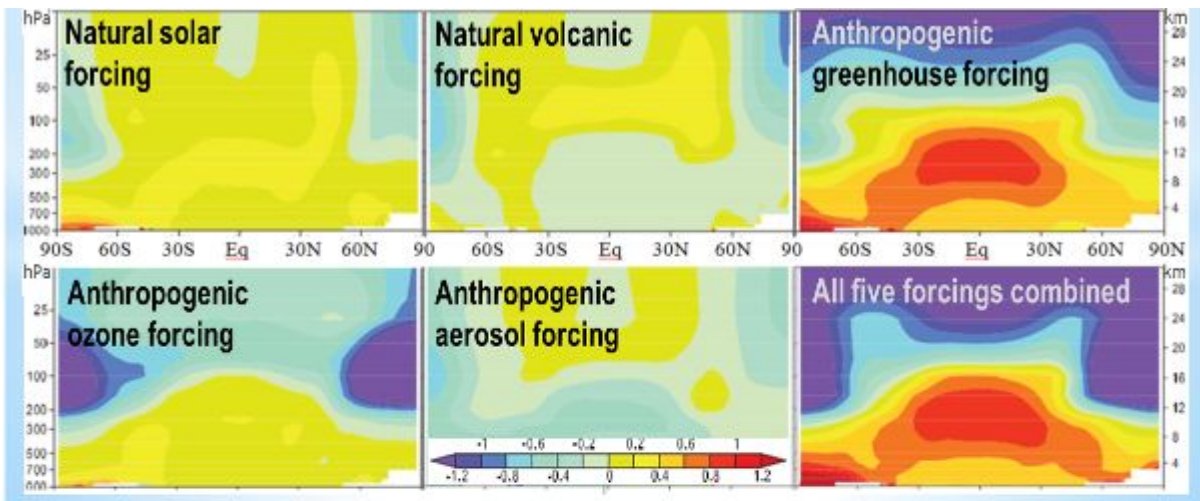 hPa
Natural solar
forcing
Natural volcanic
forcing
Anthropogenic
greenhouse forcing
km
25
50
100
200
300
500
700
1000
28
24
20
16
12
8
4
90S 60S 30S Eq 30N 60N 90 60S 30S Eq 30N 60N 90 60S 30S Eq 30N 60N 90N
hPa
Anthropogenic
ozone forcing
Anthropogenic
aerosol forcing
All five forcings combined
km
25
50
100
200
300
500
700
28
24
20
16
12
8
4
-1 -0.6 -0.2 0.2 0.6 1
-1.2 -0.8 -0.4 0 0.4 0.8 1.2